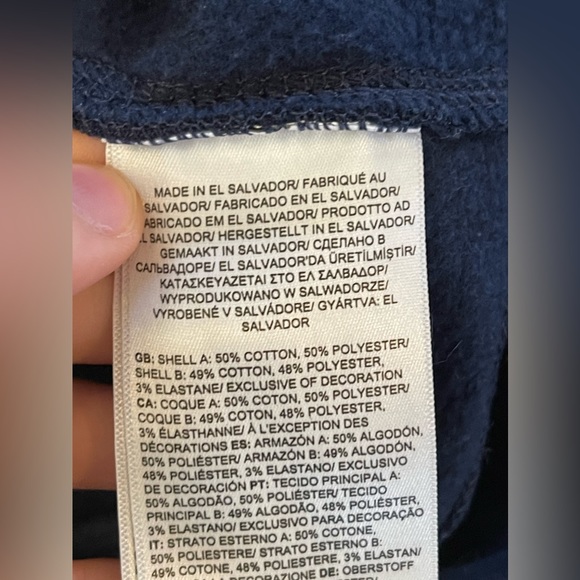 MADE IN EL SALVADOR/ FABRIQUÉ AU
SALVADOR/ FABRICADO EN EL SALVADOR/
FABRICADO EM EL SALVADOR/ PRODOTTO AD
EL SALVADOR/ HERGESTELLT IN EL SALVADOR/
GEMAAKT IN SALVADOR/ СДЕЛАНО В
САЛЬВАДОРЕ/ EL SALVADOR'DA ÜRETİLMİŞTİR/
ΚΑΤΑΣΚΕΥΑΖΕΤΑΙ ΣΤΟ ΕΛ ΣΑΛΒΑΔΟΡ/
WYPRODUKOWANO W SALWADORZE/
VYROBENÉ V SALVÁDORE/ GYÁRTVA: EL
SALVADOR
GB: SHELL A: 50% COTTON, 50% POLYESTER/
SHELL B: 49% COTTON, 48% POLYESTER,
3% ELASTANE/ EXCLUSIVE OF DECORATION
CA: COQUE A: 50% COTON, 50% POLYESTER/
COQUE B: 49% COTON, 48% POLYESTER,
3% ÉLASTHANNE/ À L'EXCEPTION DES
DÉCORATIONS ES: ARMAZÓN A: 50% ALGODÓN,
50% POLIÉSTER/ ARMAZÓN B: 49% ALGODÓN,
48% POLIÉSTER, 3% ELASTANO/ EXCLUSIVO
DE DECORACIÓN PT: TECIDO PRINCIPAL A:
50% ALGODÃO, 50% POLIÉSTER/ TECIDO
PRINCIPAL B: 49% ALGODÃO, 48% POLIÉSTER,
3% ELASTANO/ EXCLUSIVO PARA DECORAÇÃO
IT: STRATO ESTERNO A: 50% COTONE,
50% POLIESTERE/ STRATO ESTERNO B:
49% COTONE, 48% POLIESTERE, 3% ELASTAN/
DECORAZIONE DE: OBERSTOFF